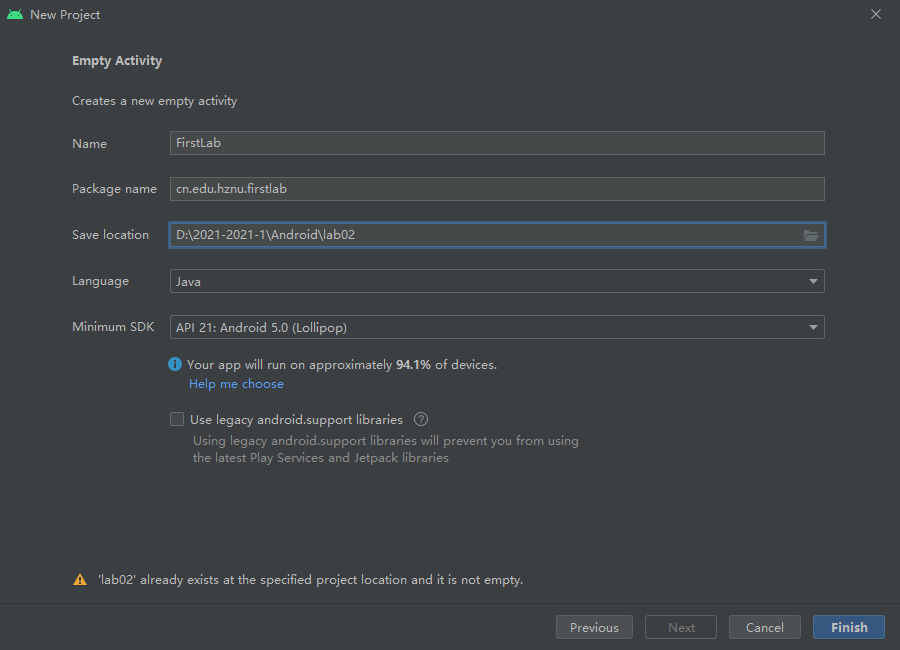 New Project
Empty Activity
Creates a new empty activity
Name FirstLab
Package name cn.edu.hznu.firstlab
Save location D:\2021-2021-1\Android\lab02
Language Java
Minimum SDK API 21: Android 5.0 (Lollipop)
Your app will run on approximately 94.1% of devices.
Help me choose
Use legacy android.support libraries ?
Using legacy android.support libraries will prevent you from using
the latest Play Services and Jetpack libraries
'lab02' already exists at the specified project location and it is not empty.
Previous Next Cancel Finish